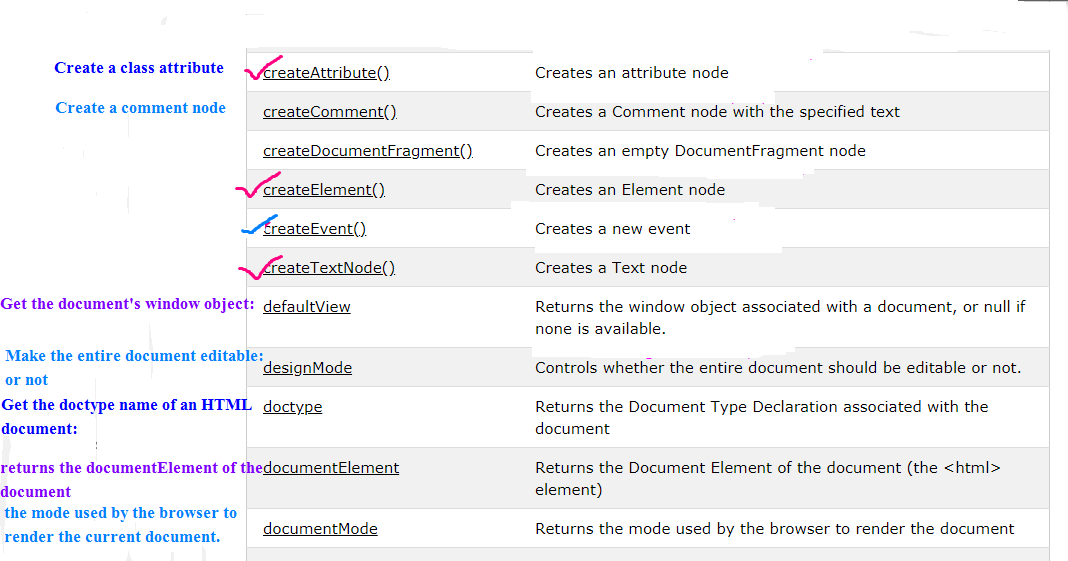 Create a class attribute createAttribute() Creates an attribute node
Create a comment node createComment() Creates a Comment node with the specified text
createDocumentFragment() Creates an empty DocumentFragment node
createElement() Creates an Element node
createEvent() Creates a new event
createTextNode() Creates a Text node
Get the document's window object: defaultView Returns the window object associated with a document, or null if
none is available.
Make the entire document editable:
or not designMode Controls whether the entire document should be editable or not.
Get the doctype name of an HTML doctype Returns the Document Type Declaration associated with the
document: document
returns the documentElement of the documentElement Returns the Document Element of the document (the <html>
document element)
the mode used by the browser to
render the current document. documentMode Returns the mode used by the browser to render the document